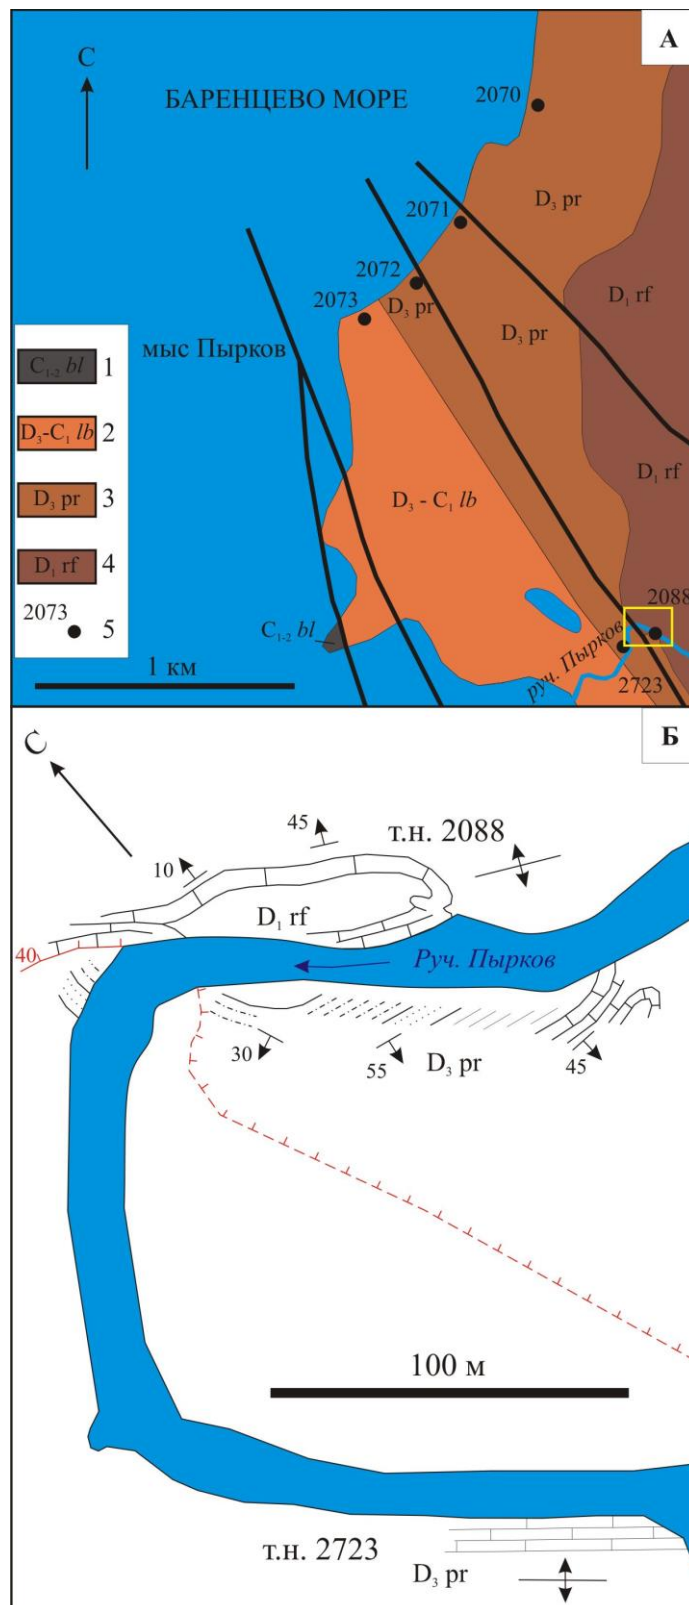 А
С
БАРЕНЦЕВО МОРЕ
2070
D₃ pr
2071
2072
D₁ rf
2073
D₃ pr
D₃ pr
мыс Пырков
C₁₋₂ bl 1
D₃-C₁ lb 2
D₃ pr 3
D₁ rf 4
2073 5
D₁ rf
D₃ - C₁ lb
2088
C₁₋₂ bl
руч. Пырков
2723
1 км
Б
С
45
т.н. 2088
10
D₁ rf
40
Руч. Пырков
30
55
D₃ pr
45
100 м
т.н. 2723
D₃ pr